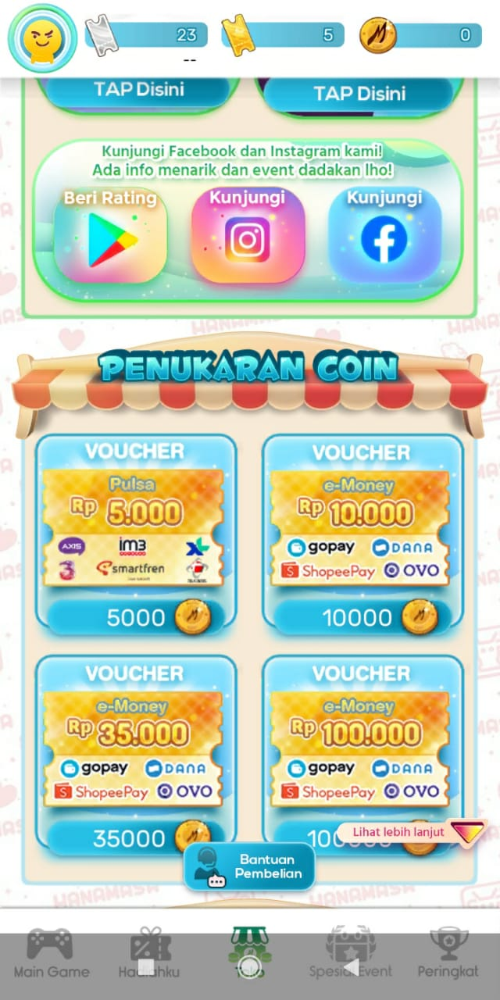 23
5
0
--
TAP Disini
TAP Disini
Kunjungi Facebook dan Instagram kami!
Ada info menarik dan event dadakan lho!
Beri Rating
Kunjungi
Kunjungi
PENUKARAN COIN
VOUCHER
Pulsa
Rp 5.000
AXIS
im3
XL
3
smartfren
5000
VOUCHER
e-Money
Rp 10.000
gopay
DANA
ShopeePay
OVO
10000
VOUCHER
e-Money
Rp 35.000
gopay
DANA
ShopeePay
OVO
35000
VOUCHER
e-Money
Rp 100.000
gopay
DANA
ShopeePay
OVO
Lihat lebih lanjut
Bantuan
Pembelian
HANAMASA
HANAMASA
Main Game
Hadiahku
Toko
Spesial Event
Peringkat